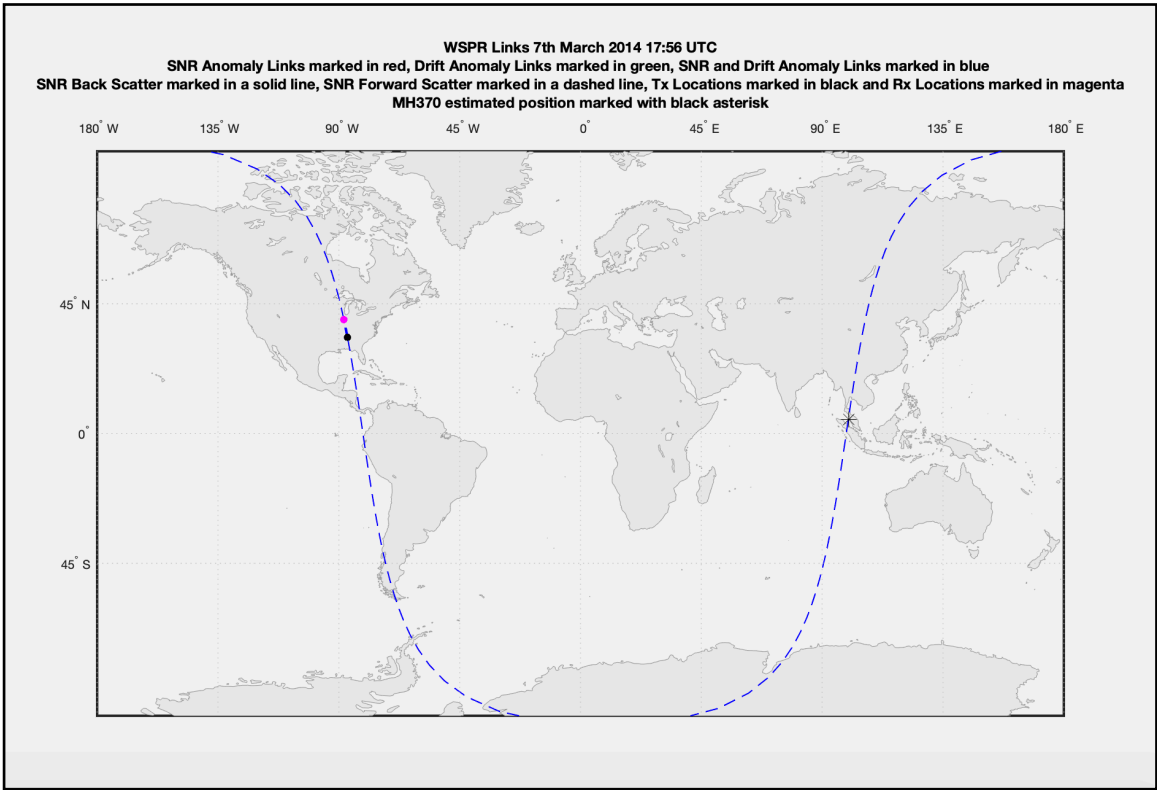 WSPR Links 7th March 2014 17:56 UTC
SNR Anomaly Links marked in red, Drift Anomaly Links marked in green, SNR and Drift Anomaly Links marked in blue
SNR Back Scatter marked in a solid line, SNR Forward Scatter marked in a dashed line, Tx Locations marked in black and Rx Locations marked in magenta
MH370 estimated position marked with black asterisk
180° W 135° W 90° W 45° W 0° 45° E 90° E 135° E 180° E
45° N
0°
45° S